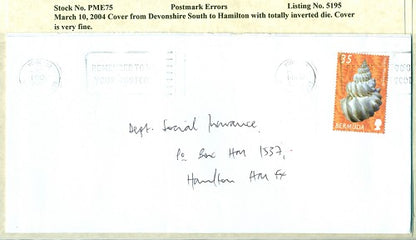 Stock No. PME75 Postmark Errors Listing No. 5195
March 10, 2004 Cover from Devonshire South to Hamilton with totally inverted die. Cover
is very fine.
35
BERMUDA
Dept. Social Insurance,
PO Box HM 1537,
Hamilton HM FX